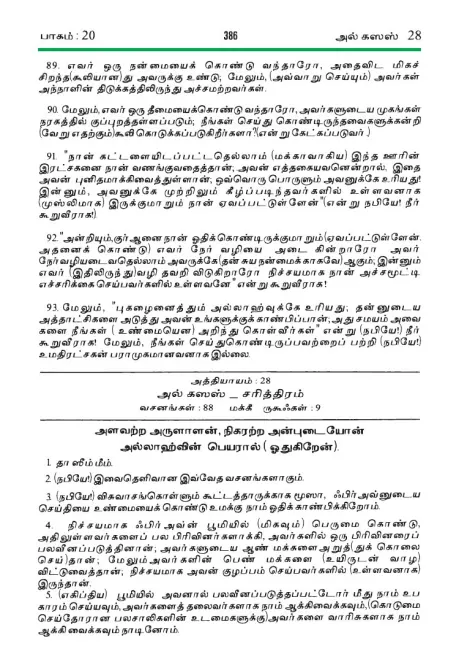 பாகம் : 20 386 அல் கஸஸ் 28
89. எவர் ஒரு நன்மையைக் கொண்டு வந்தாரோ, அதைவிட மிகச்
சிறந்த(கூலியான)து அவருக்கு உண்டு; மேலும், (அவ்வாறு செய்யும்) அவர்கள்
அந்நாளின் திடுக்கத்திலிருந்து அச்சமற்றவர்கள்.
90. மேலும், எவர் ஒரு தீமையைக்கொண்டு வந்தாரோ, அவர்களுடைய முகங்கள்
நரகத்தில் குப்புறத்தள்ளப்படும்; நீங்கள் செய்து கொண்டிருந்தவைகளுக்கன்றி
(வேறு எதற்கும்)கூலி கொடுக்கப்படுகிறீர்களா?(என்று கேட்கப்படுவர்.)
91. "நான் கட்டளையிடப்பட்டதெல்லாம் (மக்காவாகிய) இந்த ஊரின்
இரட்சகனை நான் வணங்குவதைத்தான்; அவன் எத்தகையவனென்றால், இதை
அவன் புனிதமாக்கிவைத்துள்ளான்; ஒவ்வொரு பொருளும் அவனுக்கே உரியது!
இன்னும், அவனுக்கே முற்றிலும் கீழ்படிந்தவர்களில் உள்ளவனாக
(முஸ்லிமாக) இருக்குமாறும் நான் ஏவப்பட்டுள்ளேன்"(என்று நபியே! நீர்
கூறுவீராக!)
92. "அன்றியும்,குர்ஆனை நான் ஓதிக்கொண்டிருக்குமாறும்(ஏவப்பட்டுள்ளேன்.
அதனைக் கொண்டு) எவர் நேர் வழியை அடைகின்றாரோ அவர்
நேர்வழியடைவதெல்லாம் அவருக்கே(தன் சுய நன்மைக்காகவே) ஆகும்; இன்னும்
எவர் (இதிலிருந்து)வழி தவறி விடுகிறாரோ நிச்சயமாக நான் அச்சமூட்டி
எச்சரிக்கை செய்பவர்களில் உள்ளவனே" என்று கூறுவீராக!
93. மேலும், "புகழனைத்தும் அல்லாஹ்வுக்கே உரியது; தன்னுடைய
அத்தாட்சிகளை அடுத்து அவன் உங்களுக்குக்காண்பிப்பான்;அது சமயம் அவை
களை நீங்கள் (உண்மையென) அறிந்து கொள்வீர்கள்" என்று (நபியே!) நீர்
கூறுவீராக! மேலும், நீங்கள் செய்துகொண்டிருப்பவற்றைப் பற்றி (நபியே!)
உமதிரட்சகன் பராமுகமானவனாக இல்லை.
அத்தியாயம் : 28
அல் கஸஸ் _ சரித்திரம்
வசனங்கள் : 88 மக்கீ ருகூஃகள் : 9
அளவற்ற அருளாளன், நிகரற்ற அன்புடையோன்
அல்லாஹ்வின் பெயரால் (ஓதுகிறேன்).
1. தா ஸீம்மீம்.
2. (நபியே!)இவைதெளிவான இவ்வேத வசனங்களாகும்.
3. (நபியே!) விசுவாசங்கொள்ளும் கூட்டத்தாருக்காக மூஸா, ஃபிர்அவ்னுடைய
செய்தியை உண்மையைக் கொண்டு உமக்கு நாம் ஓதிக்காண்பிக்கிறோம்.
4. நிச்சயமாக ஃபிர்அவ்ன் பூமியில் (மிகவும்) பெருமை கொண்டு,
அதிலுள்ளவர்களைப் பல பிரிவினர்களாக்கி, அவர்களில் ஒரு பிரிவினரைப்
பலவீனப்படுத்தினான்; அவர்களுடைய ஆண் மக்களை அறுத்(துக் கொலை
செய்)தான்; மேலும் அவர்களின் பெண் மக்களை (உயிருடன் வாழ)
விட்டுவைத்தான்; நிச்சயமாக அவன் குழப்பம் செய்பவர்களில் (உள்ளவனாக)
இருந்தான்.
5. (எகிப்திய) பூமியில் அவனால் பலவீனப்படுத்தப்பட்டோர் மீது நாம் உப
காரம் செய்யவும், அவர்களைத் தலைவர்களாக நாம் ஆக்கிவைக்கவும்,(கொடுமை
செய்தோரான பலசாலிகளின் உடமைகளுக்கு)அவர்களை வாரிசுகளாக நாம்
ஆக்கிவைக்கவும் நாடினோம்.